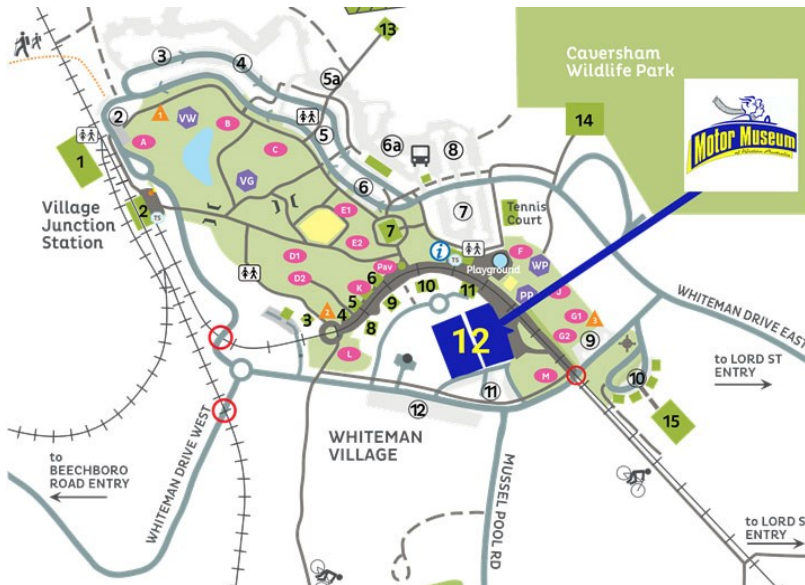 13
3
4
5a
Caversham
Wildlife Park
Motor Museum
of Western Australia
2
1
VW
B
A
C
5
6a
8
14
1
VG
6
Village
Junction
Station
2
TS
E1
7
7
Tennis
Court
E2
i
TS
F
WP
Playground
D1
D2
Pav
6
K
5
4
3
2
8
9
10
11
PP
J
G1
3
G2
9
12
L
M
10
WHITEMAN DRIVE EAST
to LORD ST
ENTRY
11
12
15
WHITEMAN
VILLAGE
to
BEECHBORO
ROAD ENTRY
WHITEMAN DRIVE WEST
MUSSEL POOL RD
to LORD S
ENTRY